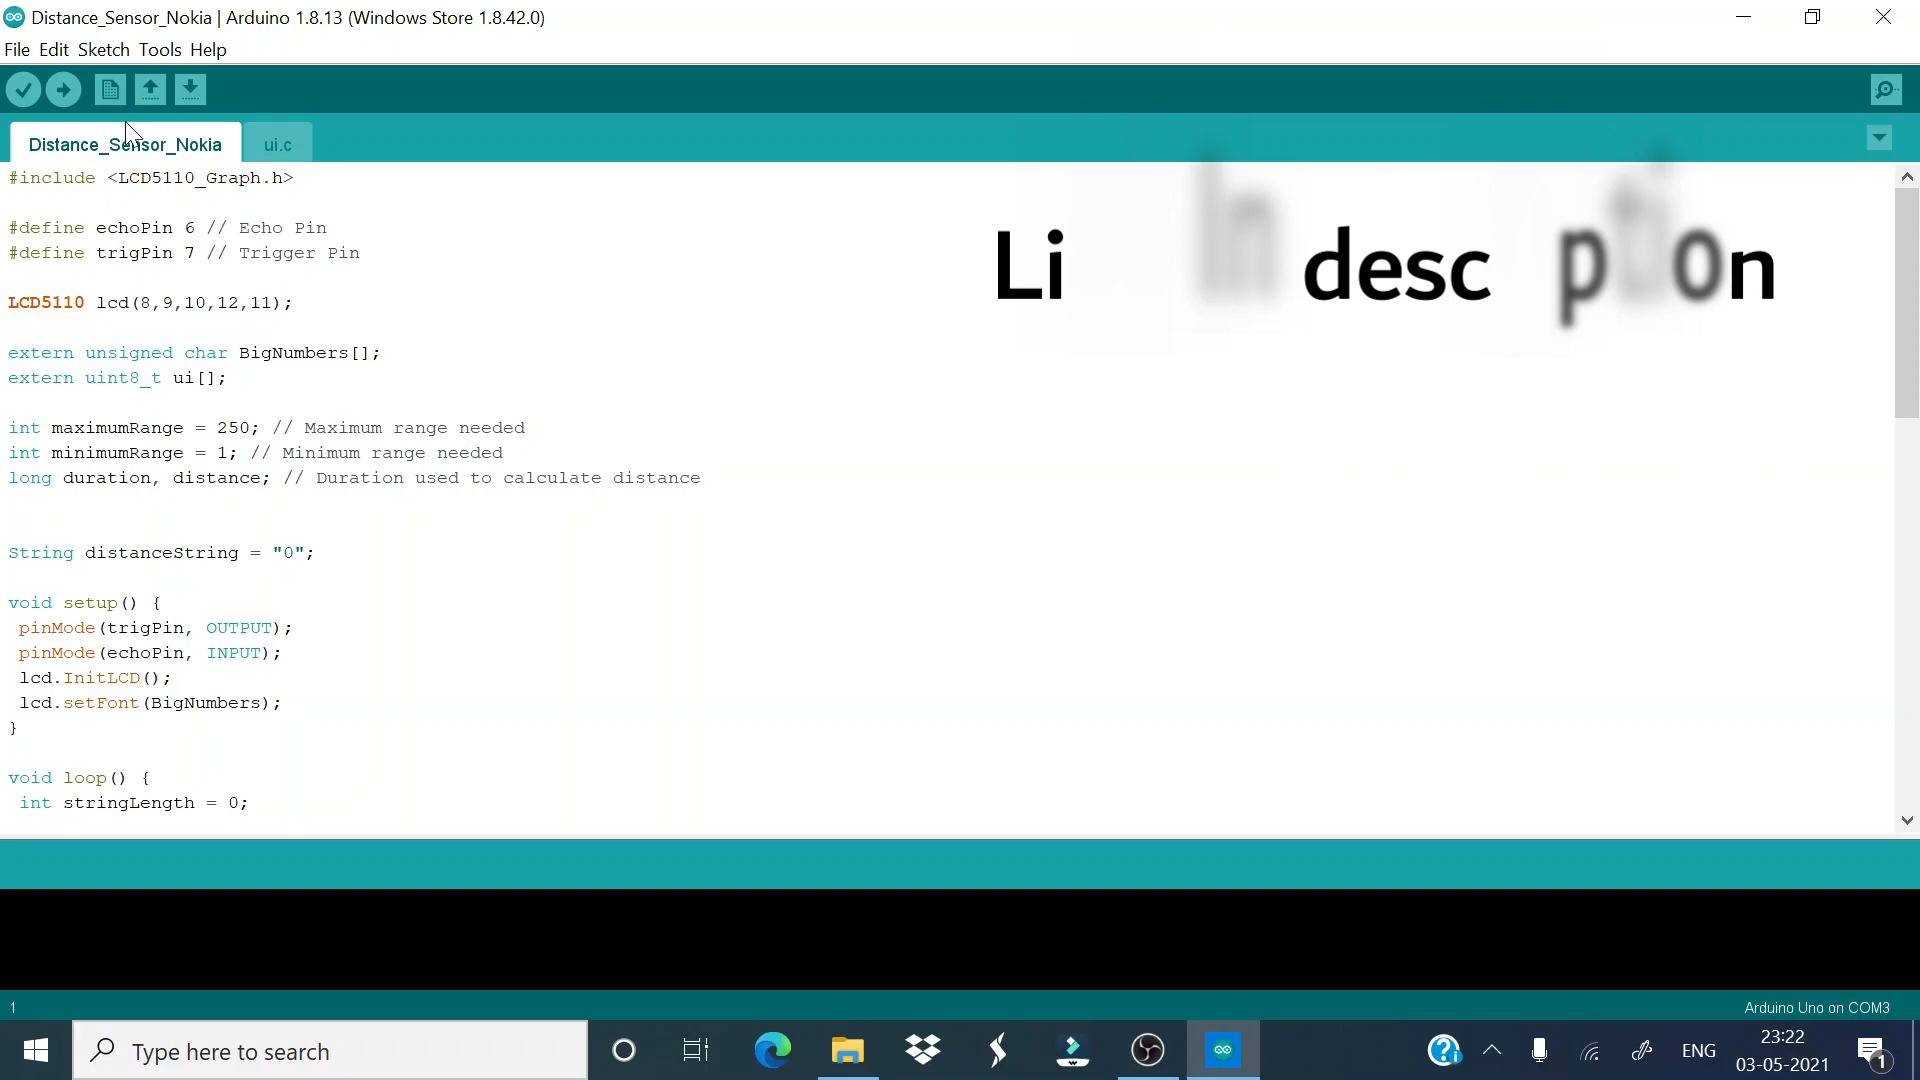 Distance_Sensor_Nokia | Arduino 1.8.13 (Windows Store 1.8.42.0)
File Edit Sketch Tools Help
Distance_Sensor_Nokia
ui.c
#include <LCD5110_Graph.h>
#define echoPin 6 // Echo Pin
#define trigPin 7 // Trigger Pin
LCD5110 lcd(8,9,10,12,11);
extern unsigned char BigNumbers[];
extern uint8_t ui[];
int maximumRange = 250; // Maximum range needed
int minimumRange = 1; // Minimum range needed
long duration, distance; // Duration used to calculate distance
String distanceString = "0";
void setup() {
pinMode(trigPin, OUTPUT);
pinMode(echoPin, INPUT);
lcd.InitLCD();
lcd.setFont(BigNumbers);
}
void loop() {
int stringLength = 0;
Li In desc ption
1
Arduino Uno on COM3
Type here to search
ENG
23:22
03-05-2021
1